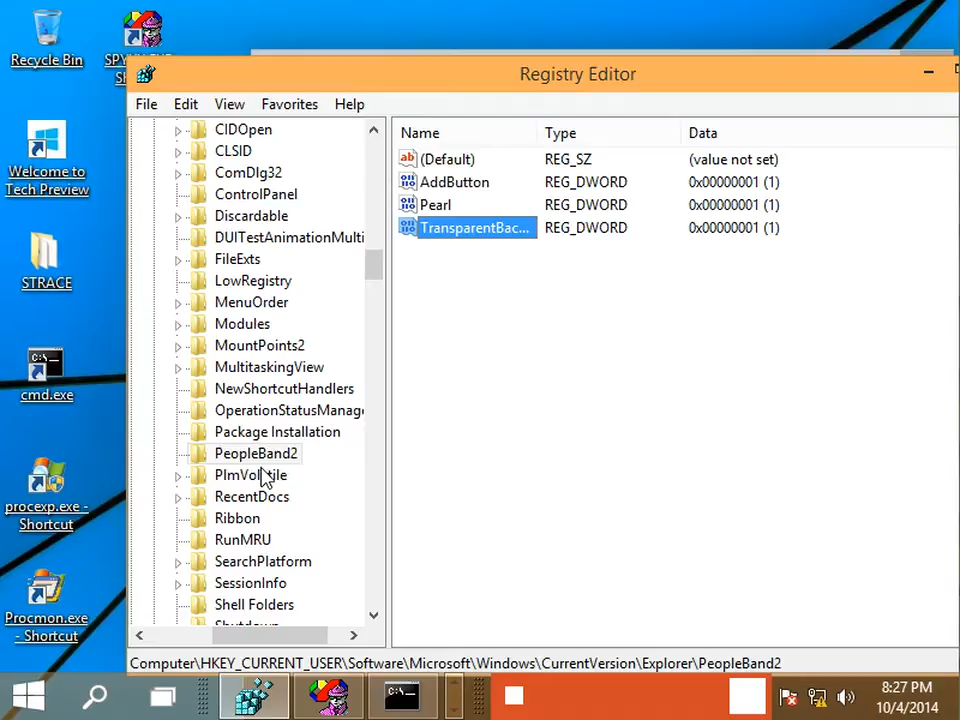 Recycle Bin
SPY
Sh
Welcome to
Tech Preview
STRACE
cmd.exe
procexp.exe -
Shortcut
Procmon.exe
- Shortcut
Registry Editor
File Edit View Favorites Help
CIDOpen
CLSID
ComDlg32
ControlPanel
Discardable
DUITestAnimationMulti
FileExts
LowRegistry
MenuOrder
Modules
MountPoints2
MultitaskingView
NewShortcutHandlers
OperationStatusManage
Package Installation
PeopleBand2
PlmVolatile
RecentDocs
Ribbon
RunMRU
SearchPlatform
SessionInfo
Shell Folders
Name Type Data
(Default) REG_SZ (value not set)
AddButton REG_DWORD 0x00000001 (1)
Pearl REG_DWORD 0x00000001 (1)
TransparentBac... REG_DWORD 0x00000001 (1)
Computer\HKEY_CURRENT_USER\Software\Microsoft\Windows\CurrentVersion\Explorer\PeopleBand2
8:27 PM
10/4/2014